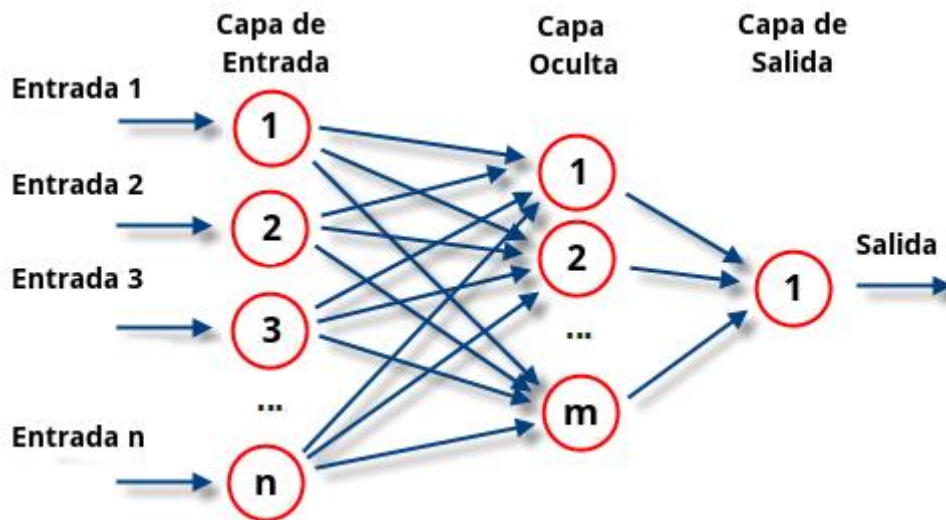 Capa de
Entrada
Capa
Oculta
Capa de
Salida
Entrada 1
1
Entrada 2
2
Entrada 3
3
...
Entrada n
n
1
2
...
m
1
Salida